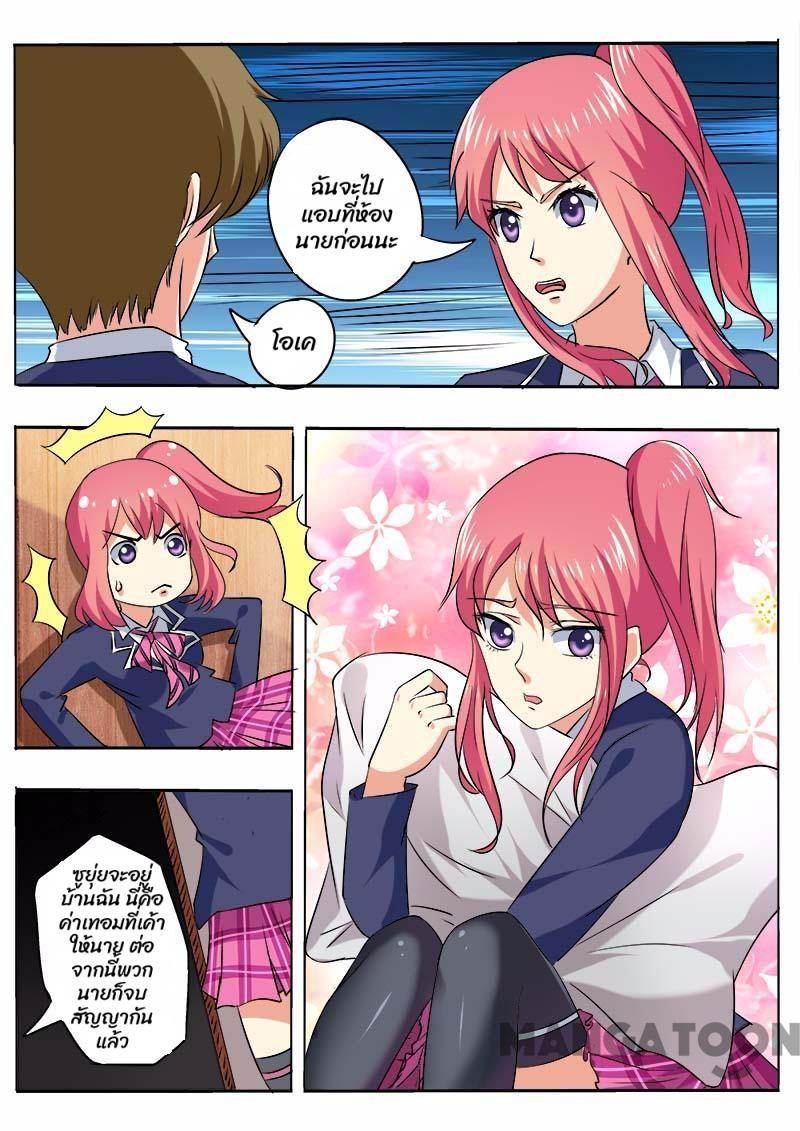 ฉันจะไป
แอบที่ห้อง
นายก่อนนะ
โอเค
ซูยุ่ยจะอยู่
บ้านฉัน นี่คือ
ค่าเทอมที่เค้า
ให้นาย ต่อ
จากนี้พวก
นายก็จบ
สัญญากัน
แล้ว
MANGATOON